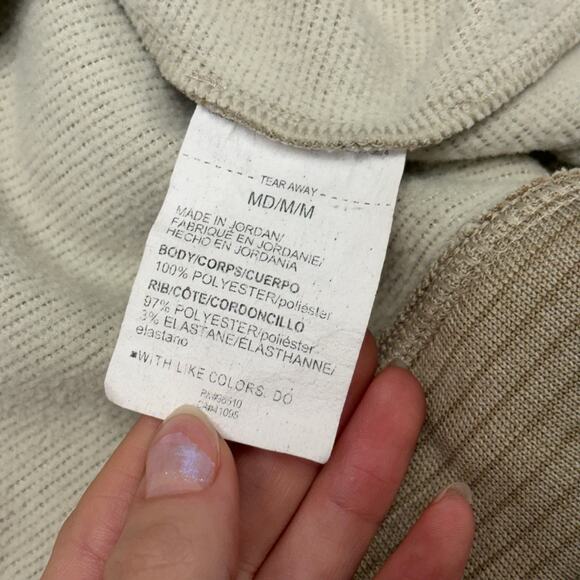 TEAR AWAY
MD/M/M
MADE IN JORDAN/
FABRIQUÉ EN JORDANIE/
HECHO EN JORDANIA
BODY/CORPS/CUERPO
100% POLYESTER/poliéster
RIB/CÔTE/CORDONCILLO
97% POLYESTER/poliéster
3% ELASTANE/ÉLASTHANNE/
elastano
*WITH LIKE COLORS. DO